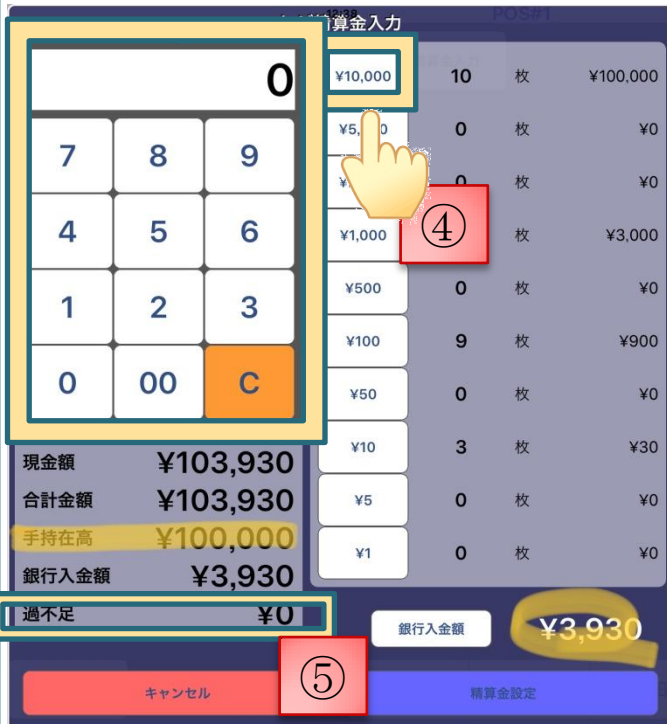 12:38
POS#1
算金入力
0
7 8 9
4 5 6
1 2 3
0 00 C
¥10,000 10 枚 ¥100,000
0 枚 ¥0
0 枚 ¥0
④
¥1,000 枚 ¥3,000
¥500 0 枚 ¥0
¥100 9 枚 ¥900
¥50 0 枚 ¥0
¥10 3 枚 ¥30
¥5 0 枚 ¥0
¥1 0 枚 ¥0
現金額 ¥103,930
合計金額 ¥103,930
手持在高 ¥100,000
銀行入金額 ¥3,930
過不足 ¥0
銀行入金額 ¥3,930
⑤
キャンセル
精算金設定